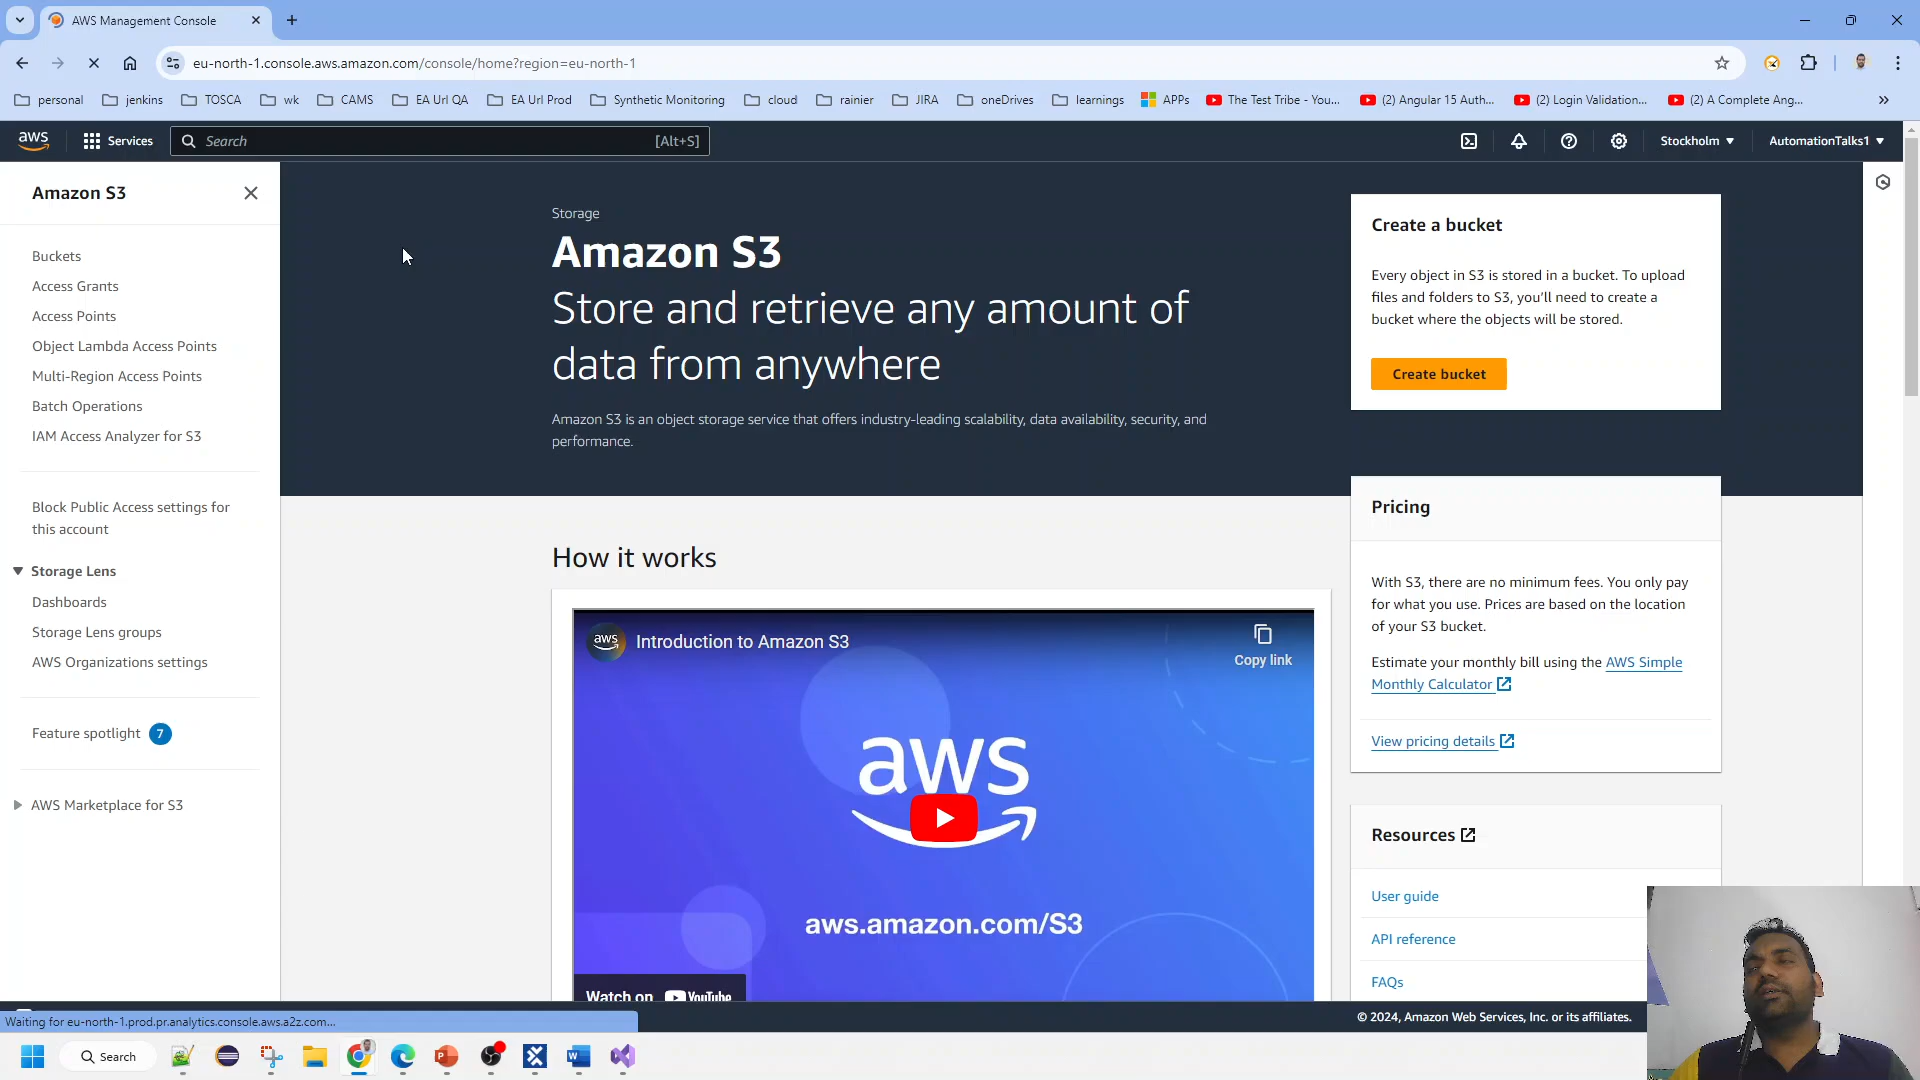 AWS Management Console
eu-north-1.console.aws.amazon.com/console/home?region=eu-north-1
personal
jenkins
TOSCA
wk
CAMS
EA Url QA
EA Url Prod
Synthetic Monitoring
cloud
rainier
JIRA
oneDrives
learnings
APPs
The Test Tribe - You...
(2) Angular 15 Auth...
(2) Login Validation...
(2) A Complete Ang...
aws
Services
Search
[Alt+S]
Stockholm
AutomationTalks1
Amazon S3
Buckets
Access Grants
Access Points
Object Lambda Access Points
Multi-Region Access Points
Batch Operations
IAM Access Analyzer for S3
Block Public Access settings for
this account
Storage Lens
Dashboards
Storage Lens groups
AWS Organizations settings
Feature spotlight 7
AWS Marketplace for S3
Storage
Amazon S3
Store and retrieve any amount of
data from anywhere
Amazon S3 is an object storage service that offers industry-leading scalability, data availability, security, and
performance.
Create a bucket
Every object in S3 is stored in a bucket. To upload
files and folders to S3, you'll need to create a
bucket where the objects will be stored.
Create bucket
How it works
aws
Introduction to Amazon S3
Copy link
aws
aws.amazon.com/S3
Watch on YouTube
Pricing
With S3, there are no minimum fees. You only pay
for what you use. Prices are based on the location
of your S3 bucket.
Estimate your monthly bill using the AWS Simple
Monthly Calculator
View pricing details
Resources
User guide
API reference
FAQs
© 2024, Amazon Web Services, Inc. or its affiliates.
Waiting for eu-north-1.prod.pr.analytics.console.aws.a2z.com...
Search